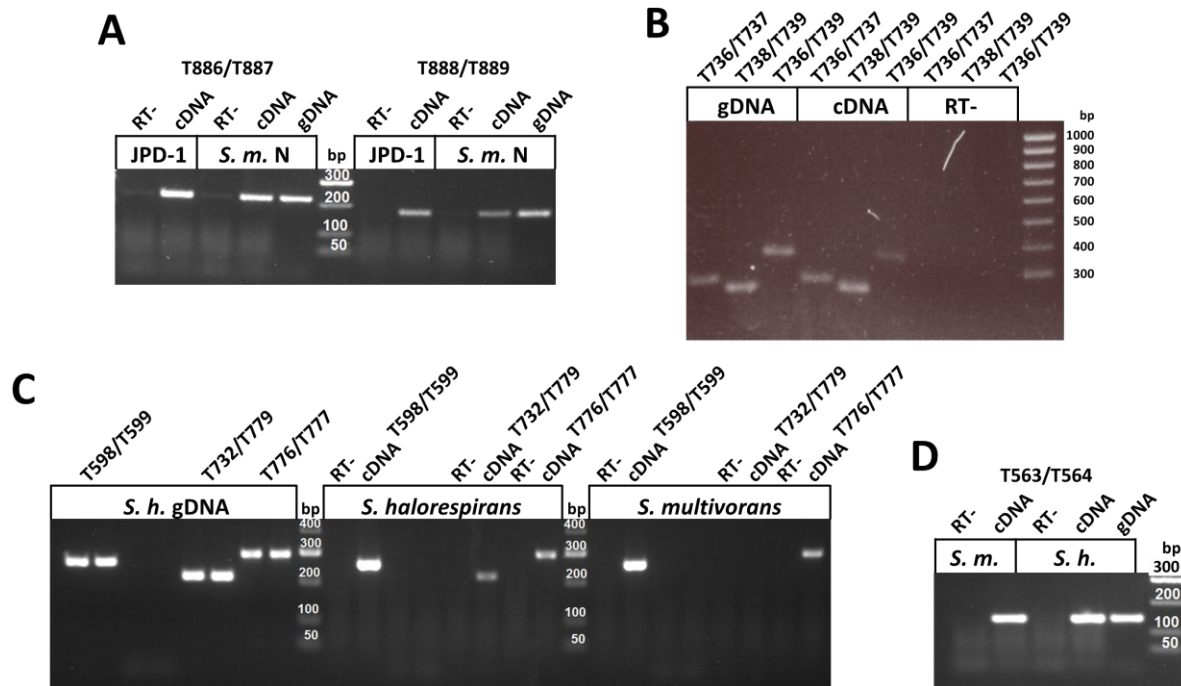 A
T886/T887
T888/T889
RT-
cDNA
RT-
cDNA
gDNA
RT-
cDNA
RT-
cDNA
gDNA
JPD-1
S. m. N
bp
JPD-1
S. m. N
300
200
100
50
B
T736/T737
T738/T739
T736/T739
T736/T737
T738/T739
T736/T739
T736/T737
T738/T739
T736/T739
gDNA
cDNA
RT-
bp
1000
900
800
700
600
500
400
300
C
T598/T599
T732/T779
T776/T777
RT-
cDNA T598/T599
RT-
cDNA T732/T779
RT-
cDNA T776/T777
RT-
cDNA T598/T599
RT-
cDNA T732/T779
RT-
cDNA T776/T777
S. h. gDNA
bp
S. halorespirans
bp
S. multivorans
400
300
200
100
50
400
300
200
100
50
D
T563/T564
RT-
cDNA
RT-
cDNA
gDNA
S. m.
S. h.
bp
300
200
100
50